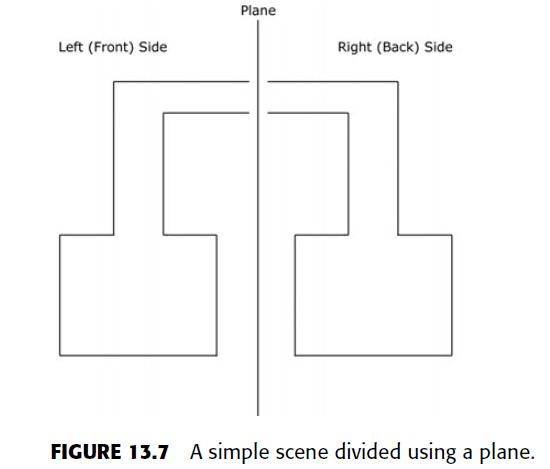 Plane
Left (Front) Side
Right (Back) Side
FIGURE 13.7 A simple scene divided using a plane.